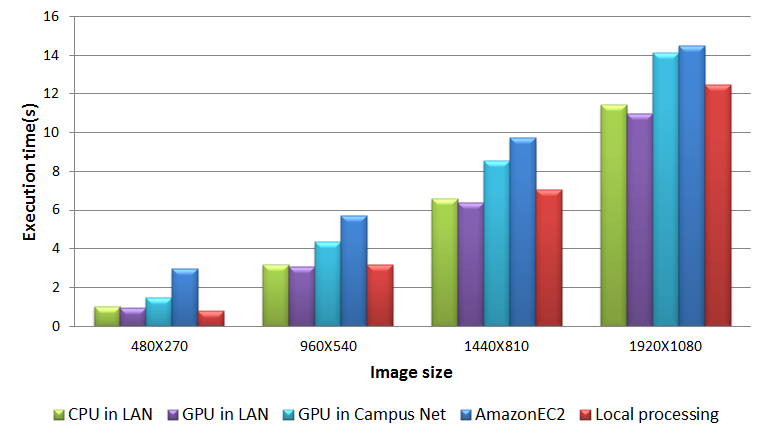 16
14
12
10
8
6
4
2
0
Execution time(s)
480X270 960X540 1440X810 1920X1080
Image size
CPU in LAN GPU in LAN GPU in Campus Net AmazonEC2 Local processing